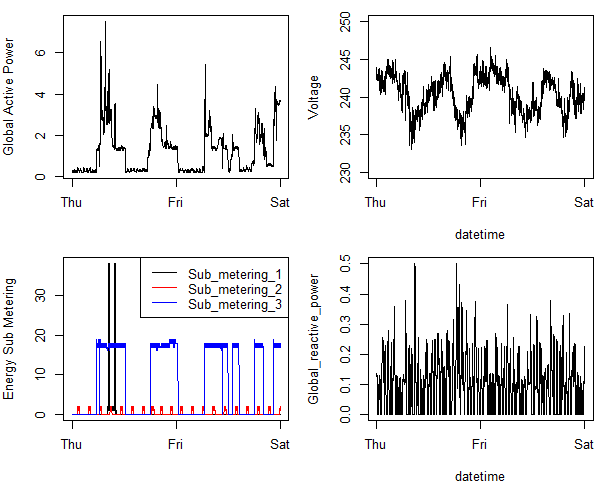 Global Active Power
6
4
2
0
Thu Fri Sat
Voltage
250
245
240
235
230
Thu Fri Sat
datetime
Energy Sub Metering
30
20
10
0
Sub_metering_1
Sub_metering_2
Sub_metering_3
Thu Fri Sat
Global_reactive_power
0.5
0.4
0.3
0.2
0.1
0.0
Thu Fri Sat
datetime